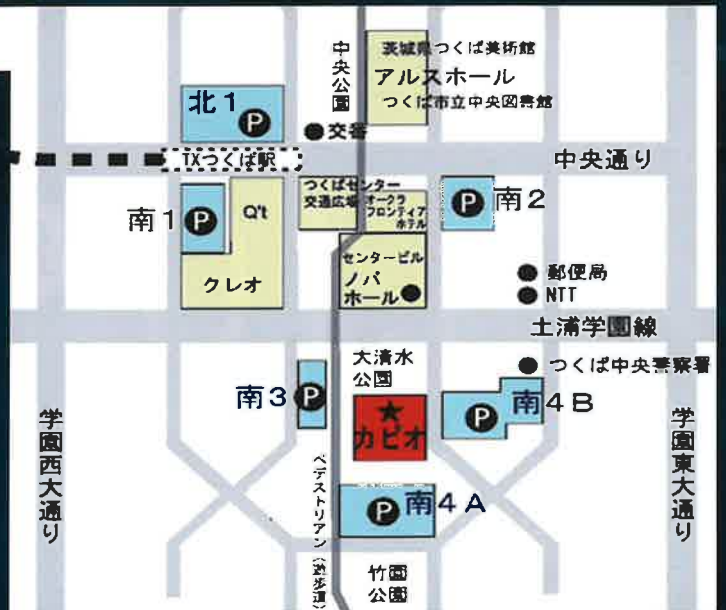 中央公園
茨城県つくば美術館
アルスホール
つくば市立中央図書館
北1
P
交番
TXつくば駅
中央通り
南1
P
Q't
クレオ
つくばセンター
交通広場
オークラ
フロンティア
ホテル
P
南2
センタービル
ノバ
ホール
郵便局
NTT
土浦学園線
大清水
公園
つくば中央警察署
南3
P
カピオ
P
南4B
学園西大通り
学園東大通り
ペデストリアン(遊歩道)
P
南4A
竹園
公園